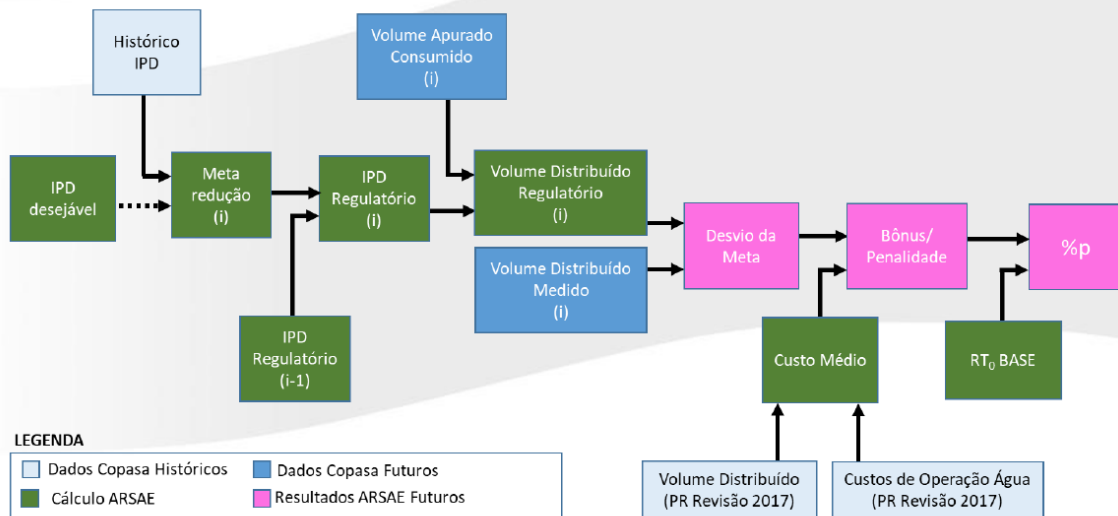 Histórico
IPD
Volume Apurado
Consumido
(i)
IPD
desejável
Meta
redução
(i)
IPD
Regulatório
(i)
Volume Distribuído
Regulatório
(i)
Desvio da
Meta
Bônus/
Penalidade
%p
Volume Distribuído
Medido
(i)
IPD
Regulatório
(i-1)
Custo Médio
RT₀ BASE
LEGENDA
Dados Copasa Históricos
Dados Copasa Futuros
Cálculo ARSAE
Resultados ARSAE Futuros
Volume Distribuído
(PR Revisão 2017)
Custos de Operação Água
(PR Revisão 2017)